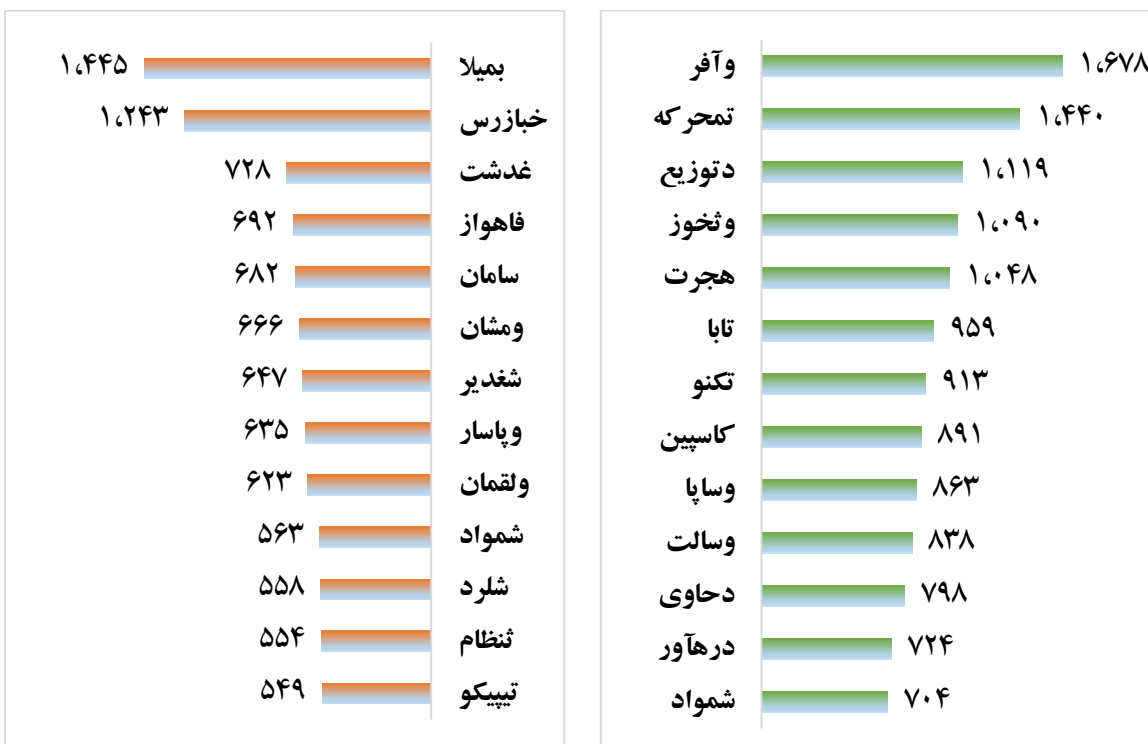 وآفر ۱،۶۷۸
تمحرکه ۱،۴۴۰
دتوزیع ۱،۱۱۹
وثخوز ۱،۰۹۰
هجرت ۱،۰۴۸
تابا ۹۵۹
تکنو ۹۱۳
کاسپین ۸۹۱
وساپا ۸۶۳
وسالت ۸۳۸
دحاوی ۷۹۸
درهآور ۷۲۴
شمواد ۷۰۴
بمیلا ۱،۴۴۵
خبازرس ۱،۲۴۳
غدشت ۷۲۸
فاهواز ۶۹۲
سامان ۶۸۲
ومشان ۶۶۶
شغدیر ۶۴۷
وپاسار ۶۳۵
ولقمان ۶۲۳
شمواد ۵۶۳
شلرد ۵۵۸
ثنظام ۵۵۴
تیپیکو ۵۴۹